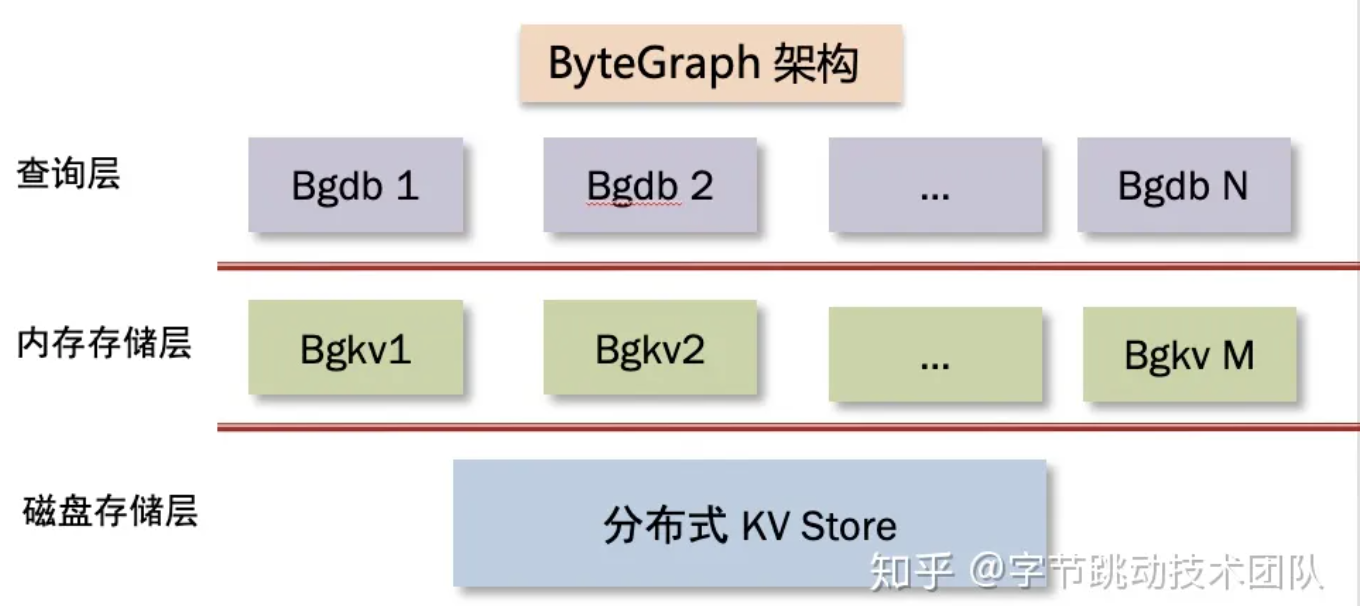 ByteGraph 架构
查询层
Bgdb 1
Bgdb 2
...
Bgdb N
内存存储层
Bgkv1
Bgkv2
...
Bgkv M
磁盘存储层
分布式 KV Store
知乎 @字节跳动技术团队